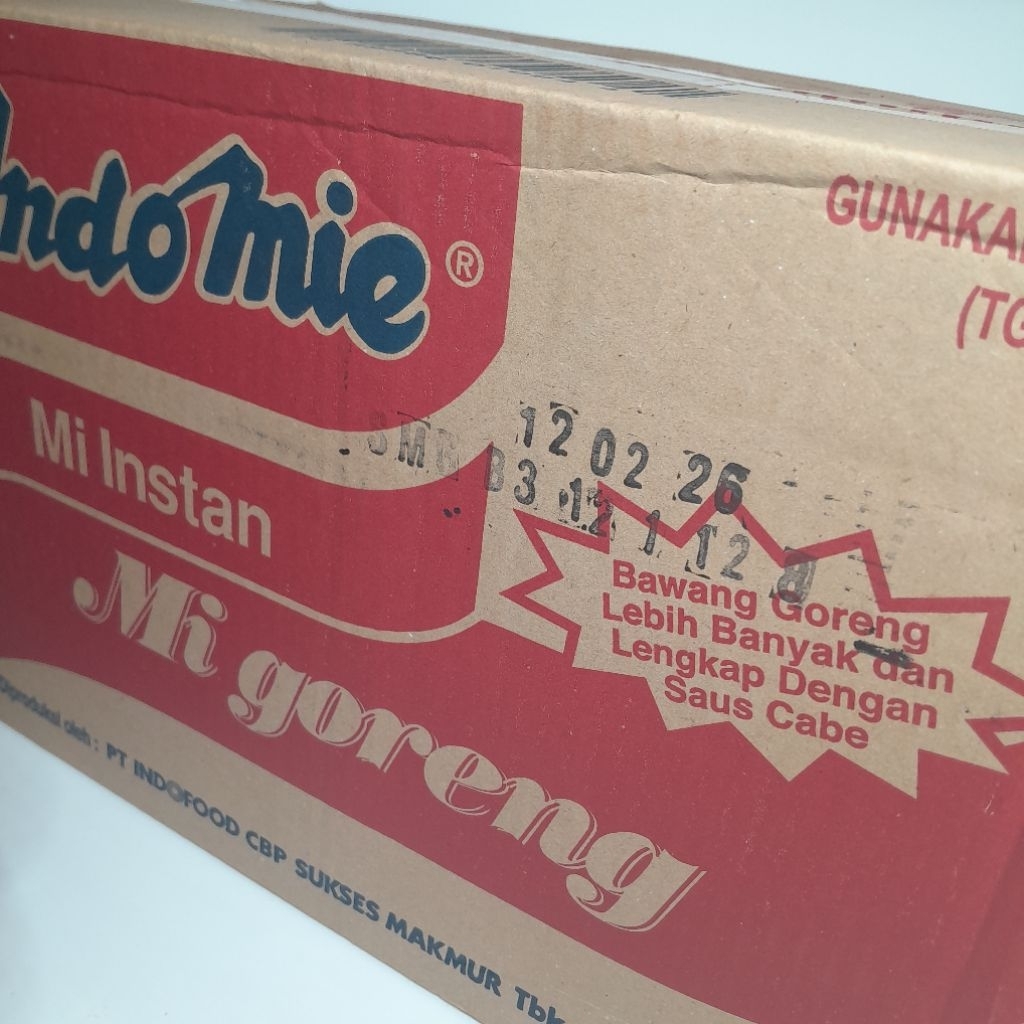 IndoMie®
GUNAKA
(TG
Mi Instan
12 02 26
SMG B3 12 1 12
Mi goreng
Bawang Goreng
Lebih Banyak dan
Lengkap Dengan
Saus Cabe
Diproduksi oleh : PT INDOFOOD CBP SUKSES MAKMUR Tbk